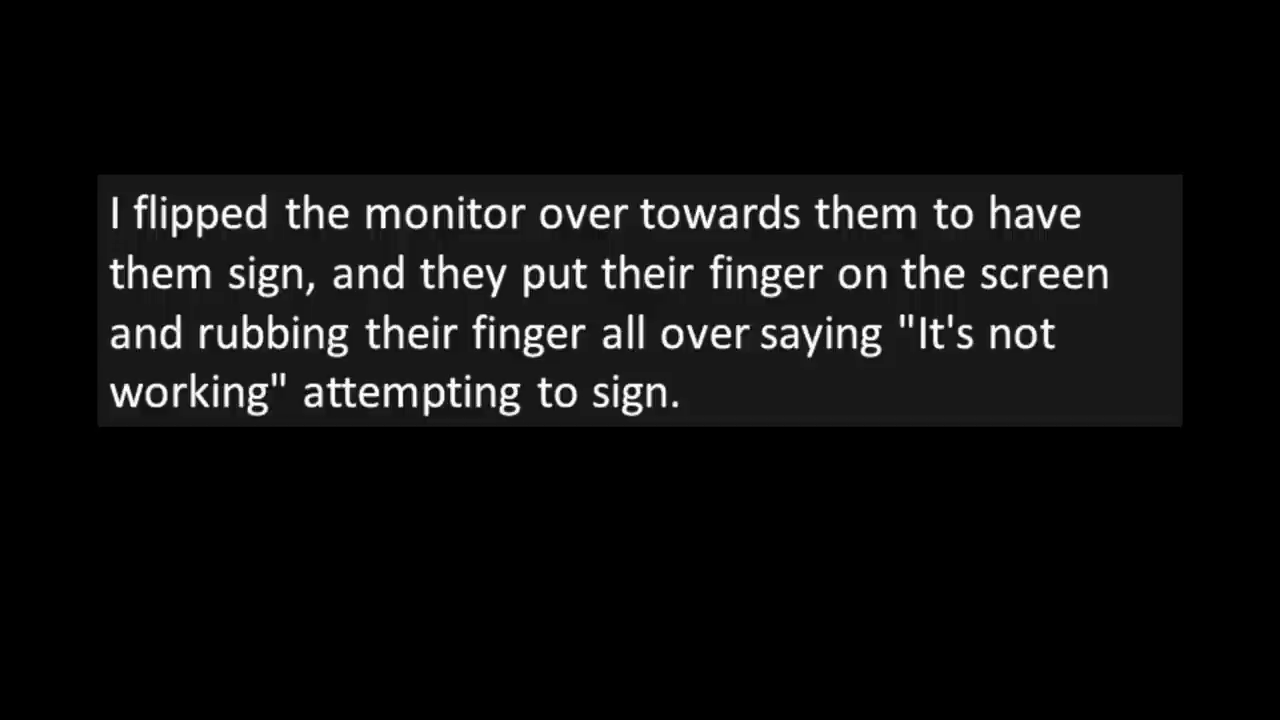 I flipped the monitor over towards them to have
them sign, and they put their finger on the screen
and rubbing their finger all over saying "It's not
working" attempting to sign.